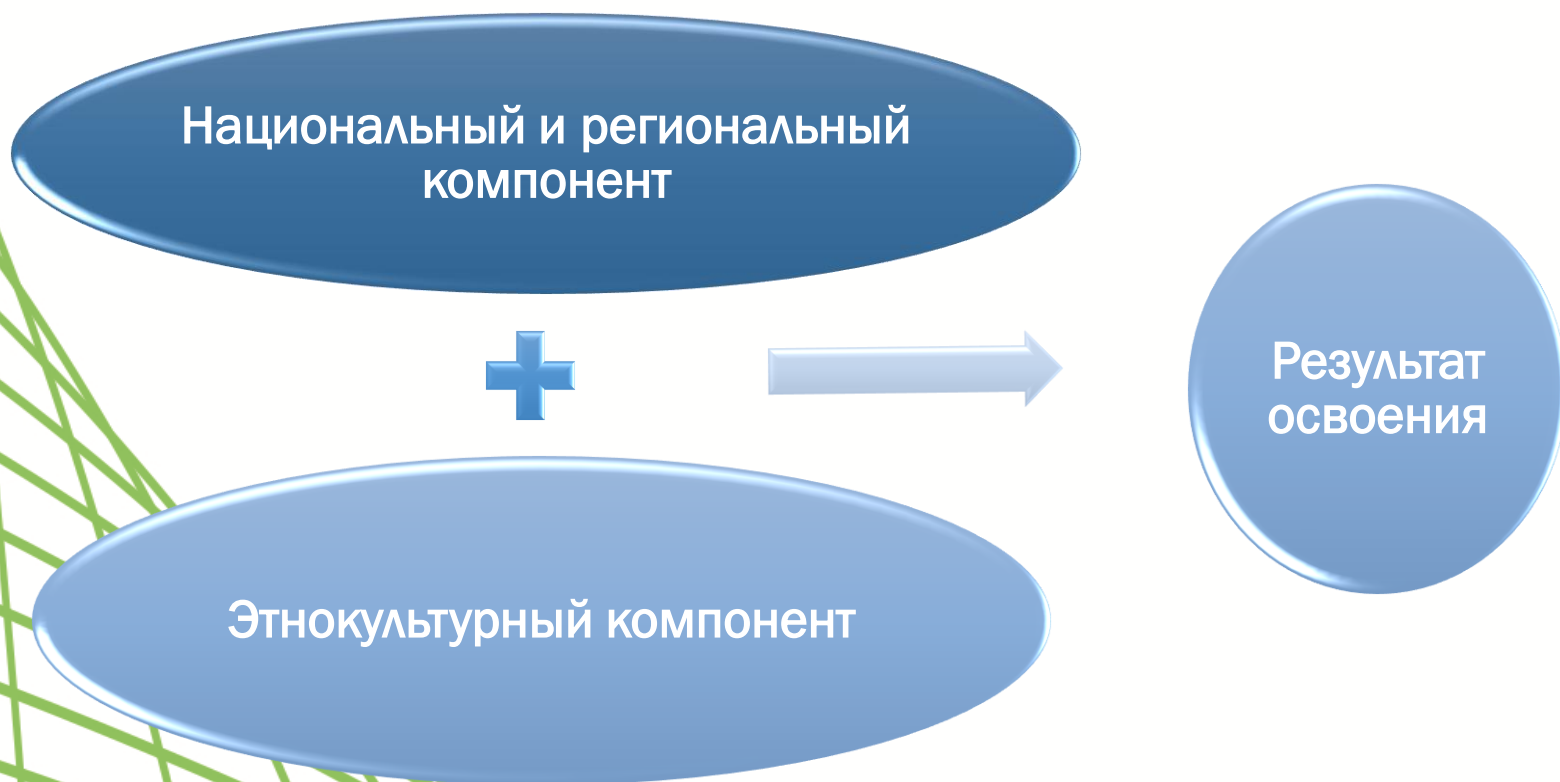 Национальный и региональный
компонент
Этнокультурный компонент
Результат
освоения